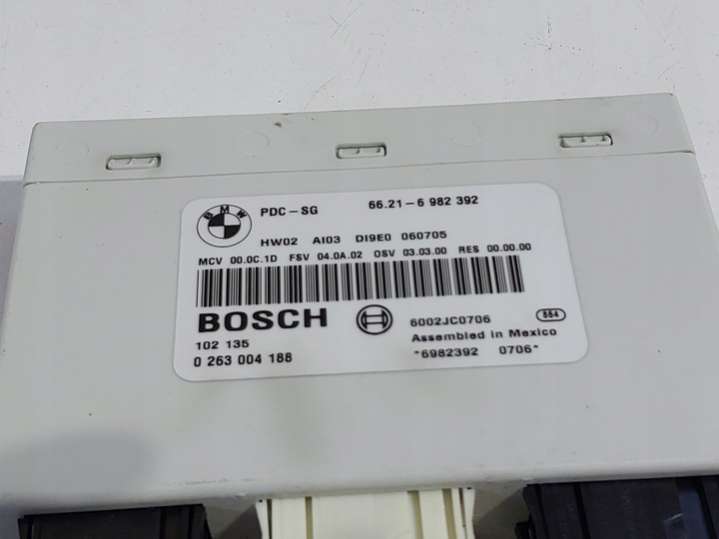 BMW
PDC-SG 66.21-6 982 392
HW02 AI03 DI9E0 060705
MCV 00.0C.1D FSV 04.0A.02 OSV 03.03.00 RES 00.00.00
BOSCH 6002JC0706 554
102 135 Assembled in Mexico
0 263 004 188 *6982392 0706*